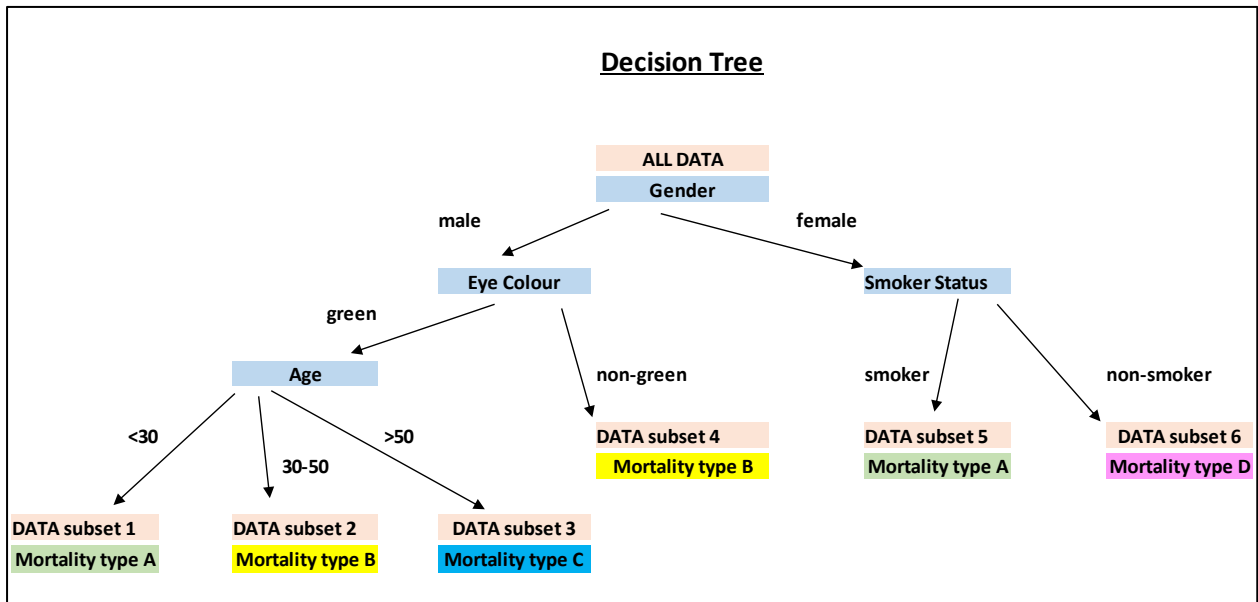 Decision Tree
ALL DATA
Gender
male
female
Eye Colour
Smoker Status
green
Age
non-green
smoker
non-smoker
<30
30-50
>50
DATA subset 4
DATA subset 5
DATA subset 6
Mortality type B
Mortality type A
Mortality type D
DATA subset 1
DATA subset 2
DATA subset 3
Mortality type A
Mortality type B
Mortality type C